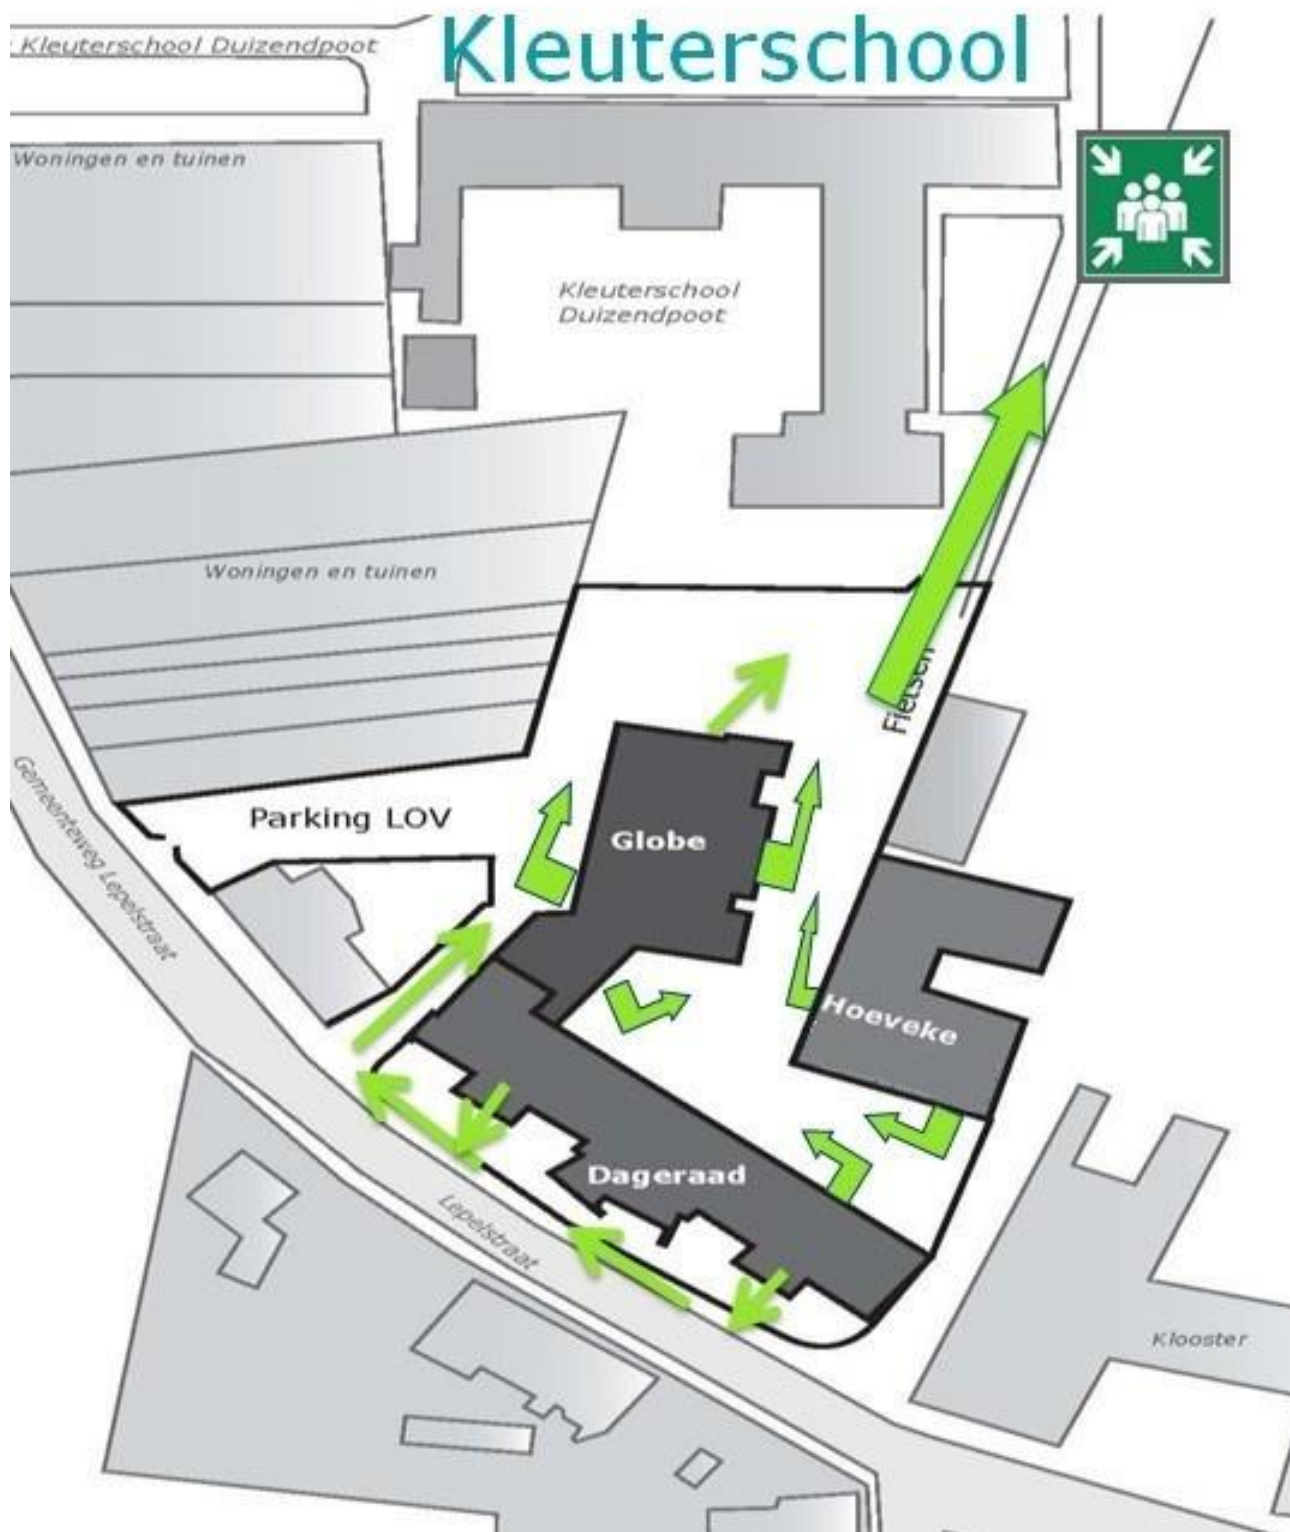 Kleuterschool
Kleuterschool Duizendpoot
Woningen en tuinen
Kleuterschool
Duizendpoot
Woningen en tuinen
Fietsen
Gemeenteweg Lepelstraat
Parking LOV
Globe
Hoeveke
Dageraad
Lepelstraat
Klooster